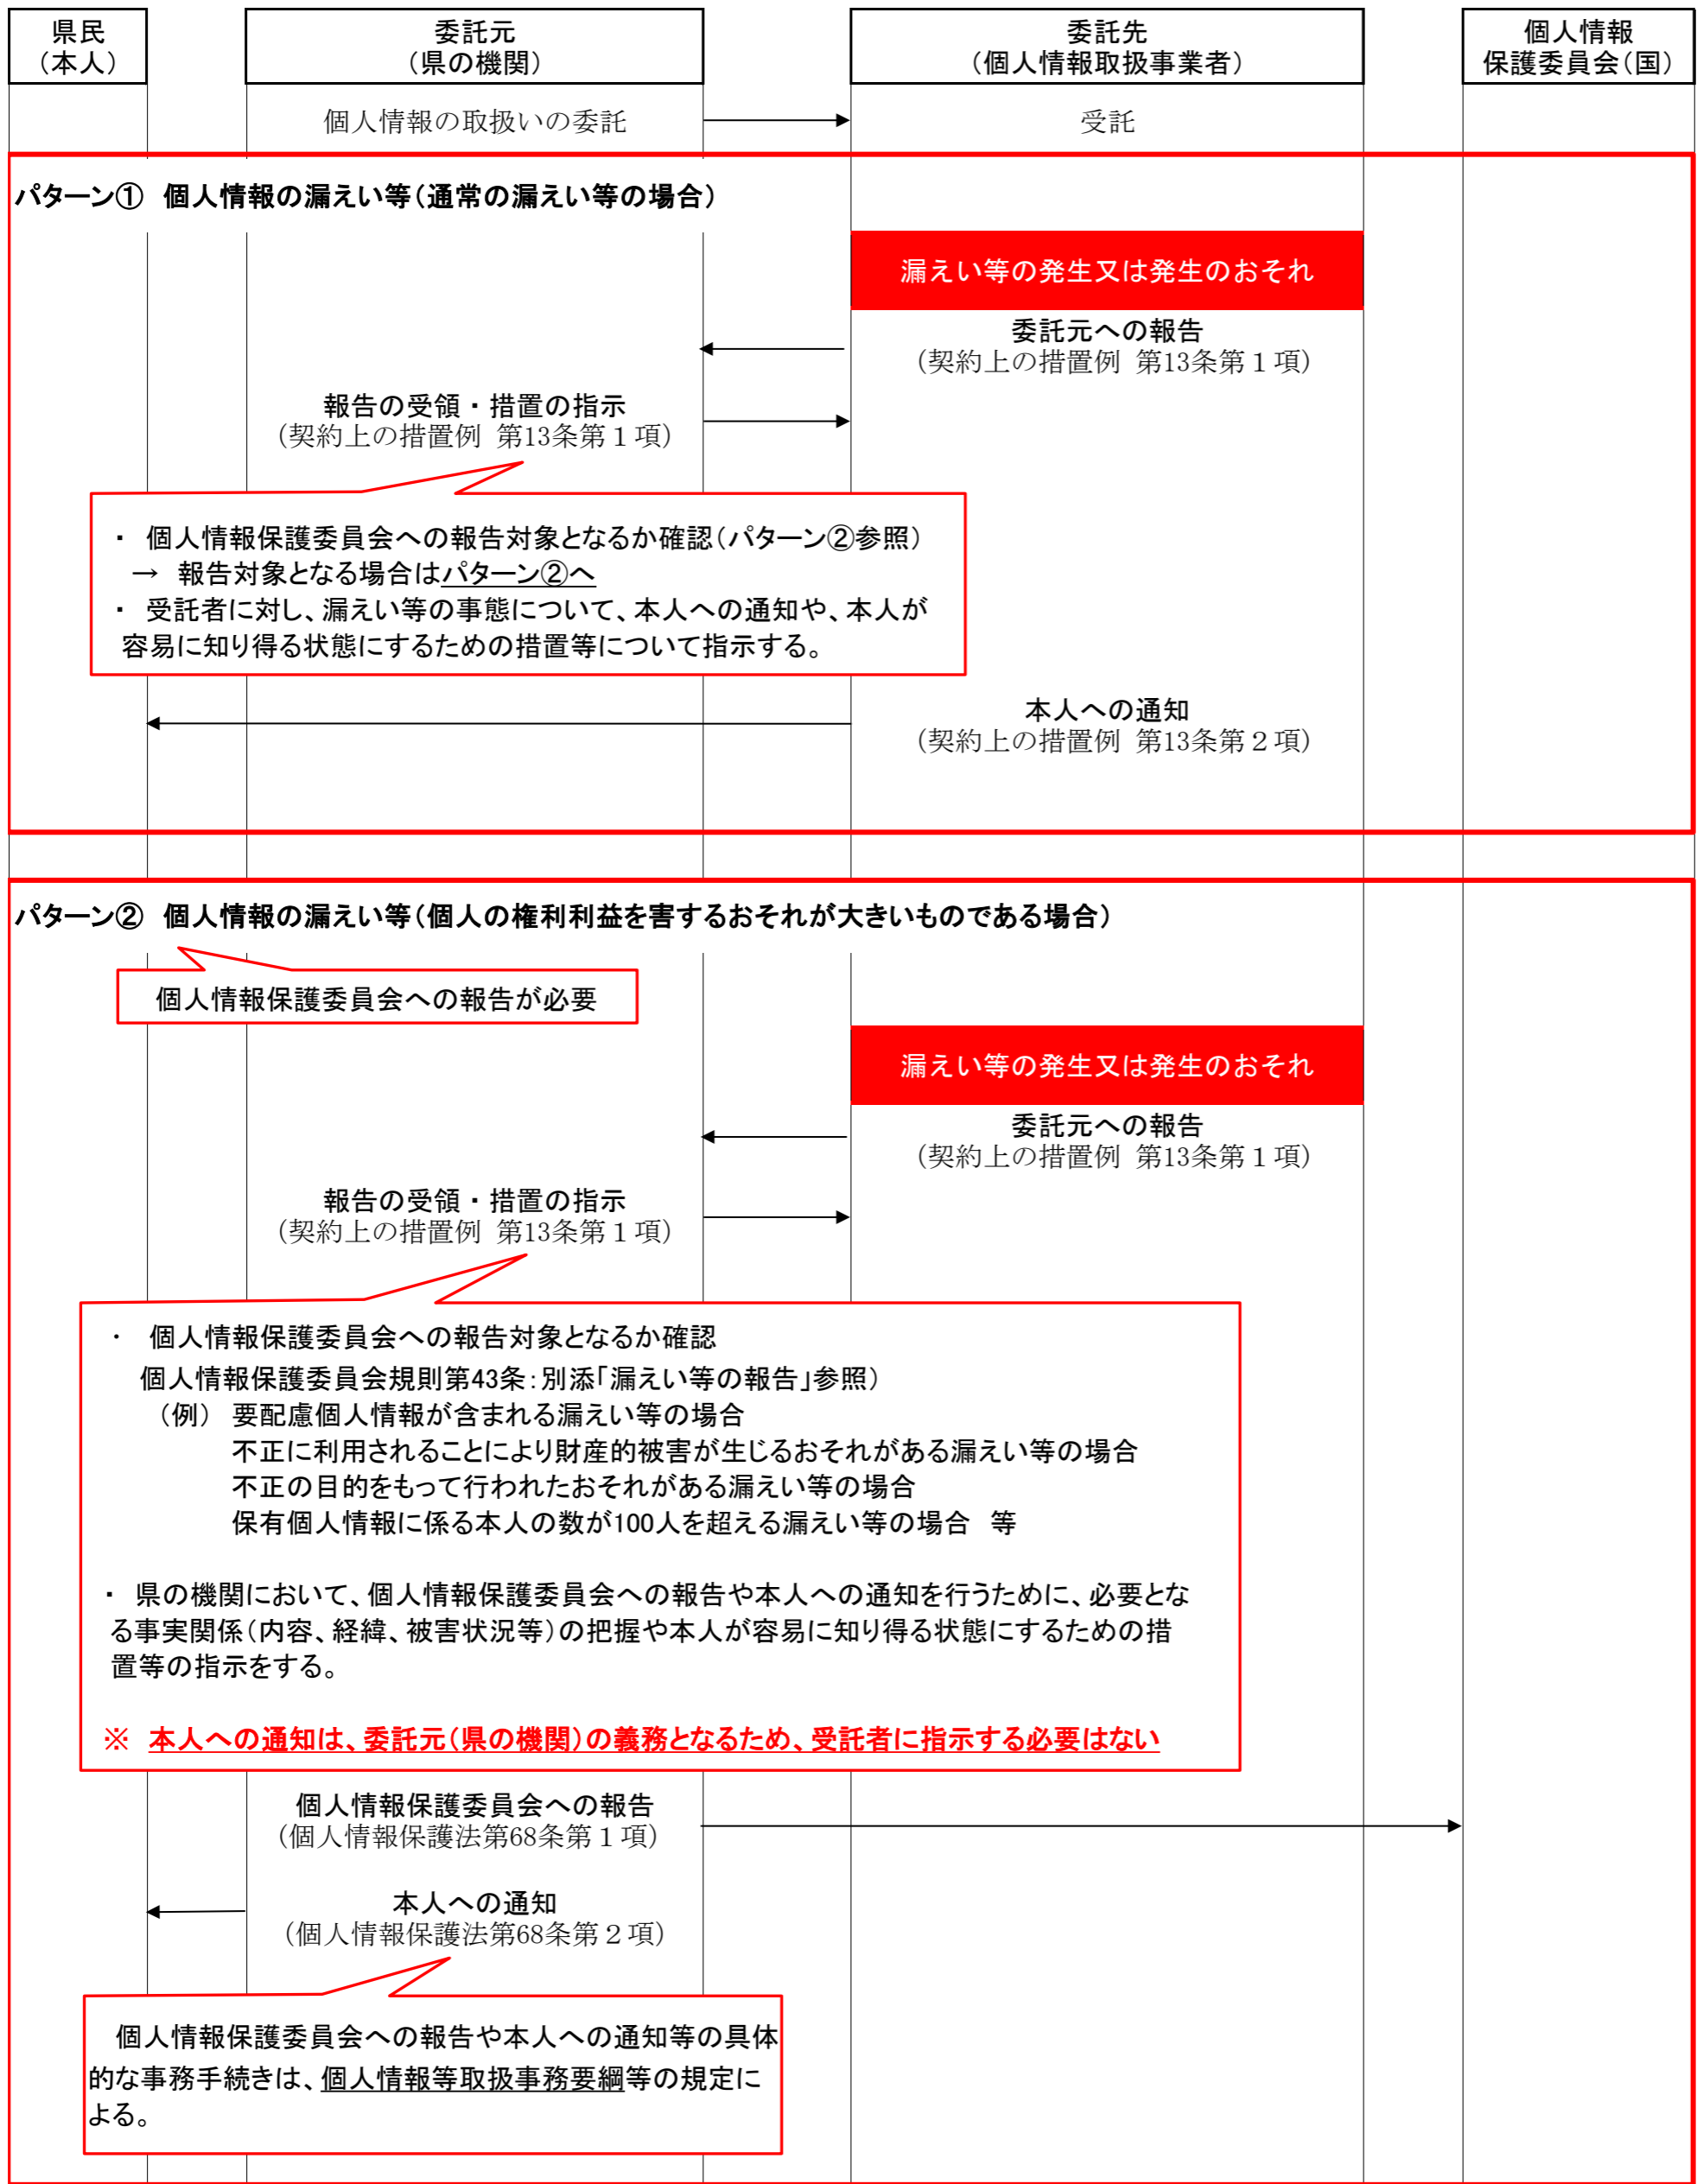 県民
（本人）
委託元
（県の機関）
委託先
（個人情報取扱事業者）
個人情報
保護委員会（国）
個人情報の取扱いの委託
受託
パターン①　個人情報の漏えい等（通常の漏えい等の場合）
漏えい等の発生又は発生のおそれ
委託元への報告
（契約上の措置例 第13条第１項）
報告の受領・措置の指示
（契約上の措置例 第13条第１項）
・ 個人情報保護委員会への報告対象となるか確認（パターン②参照）
→ 報告対象となる場合はパターン②へ
・ 受託者に対し、漏えい等の事態について、本人への通知や、本人が
容易に知り得る状態にするための措置等について指示する。
本人への通知
（契約上の措置例 第13条第２項）
パターン②　個人情報の漏えい等（個人の権利利益を害するおそれが大きいものである場合）
個人情報保護委員会への報告が必要
漏えい等の発生又は発生のおそれ
委託元への報告
（契約上の措置例 第13条第１項）
報告の受領・措置の指示
（契約上の措置例 第13条第１項）
・ 個人情報保護委員会への報告対象となるか確認
個人情報保護委員会規則第43条：別添「漏えい等の報告」参照）
（例） 要配慮個人情報が含まれる漏えい等の場合
不正に利用されることにより財産的被害が生じるおそれがある漏えい等の場合
不正の目的をもって行われたおそれがある漏えい等の場合
保有個人情報に係る本人の数が100人を超える漏えい等の場合　等
・ 県の機関において、個人情報保護委員会への報告や本人への通知を行うために、必要とな
る事実関係（内容、経緯、被害状況等）の把握や本人が容易に知り得る状態にするための措
置等の指示をする。
※ 本人への通知は、委託元（県の機関）の義務となるため、受託者に指示する必要はない
個人情報保護委員会への報告
（個人情報保護法第68条第１項）
本人への通知
（個人情報保護法第68条第２項）
個人情報保護委員会への報告や本人への通知等の具体
的な事務手続きは、個人情報等取扱事務要綱等の規定に
よる。